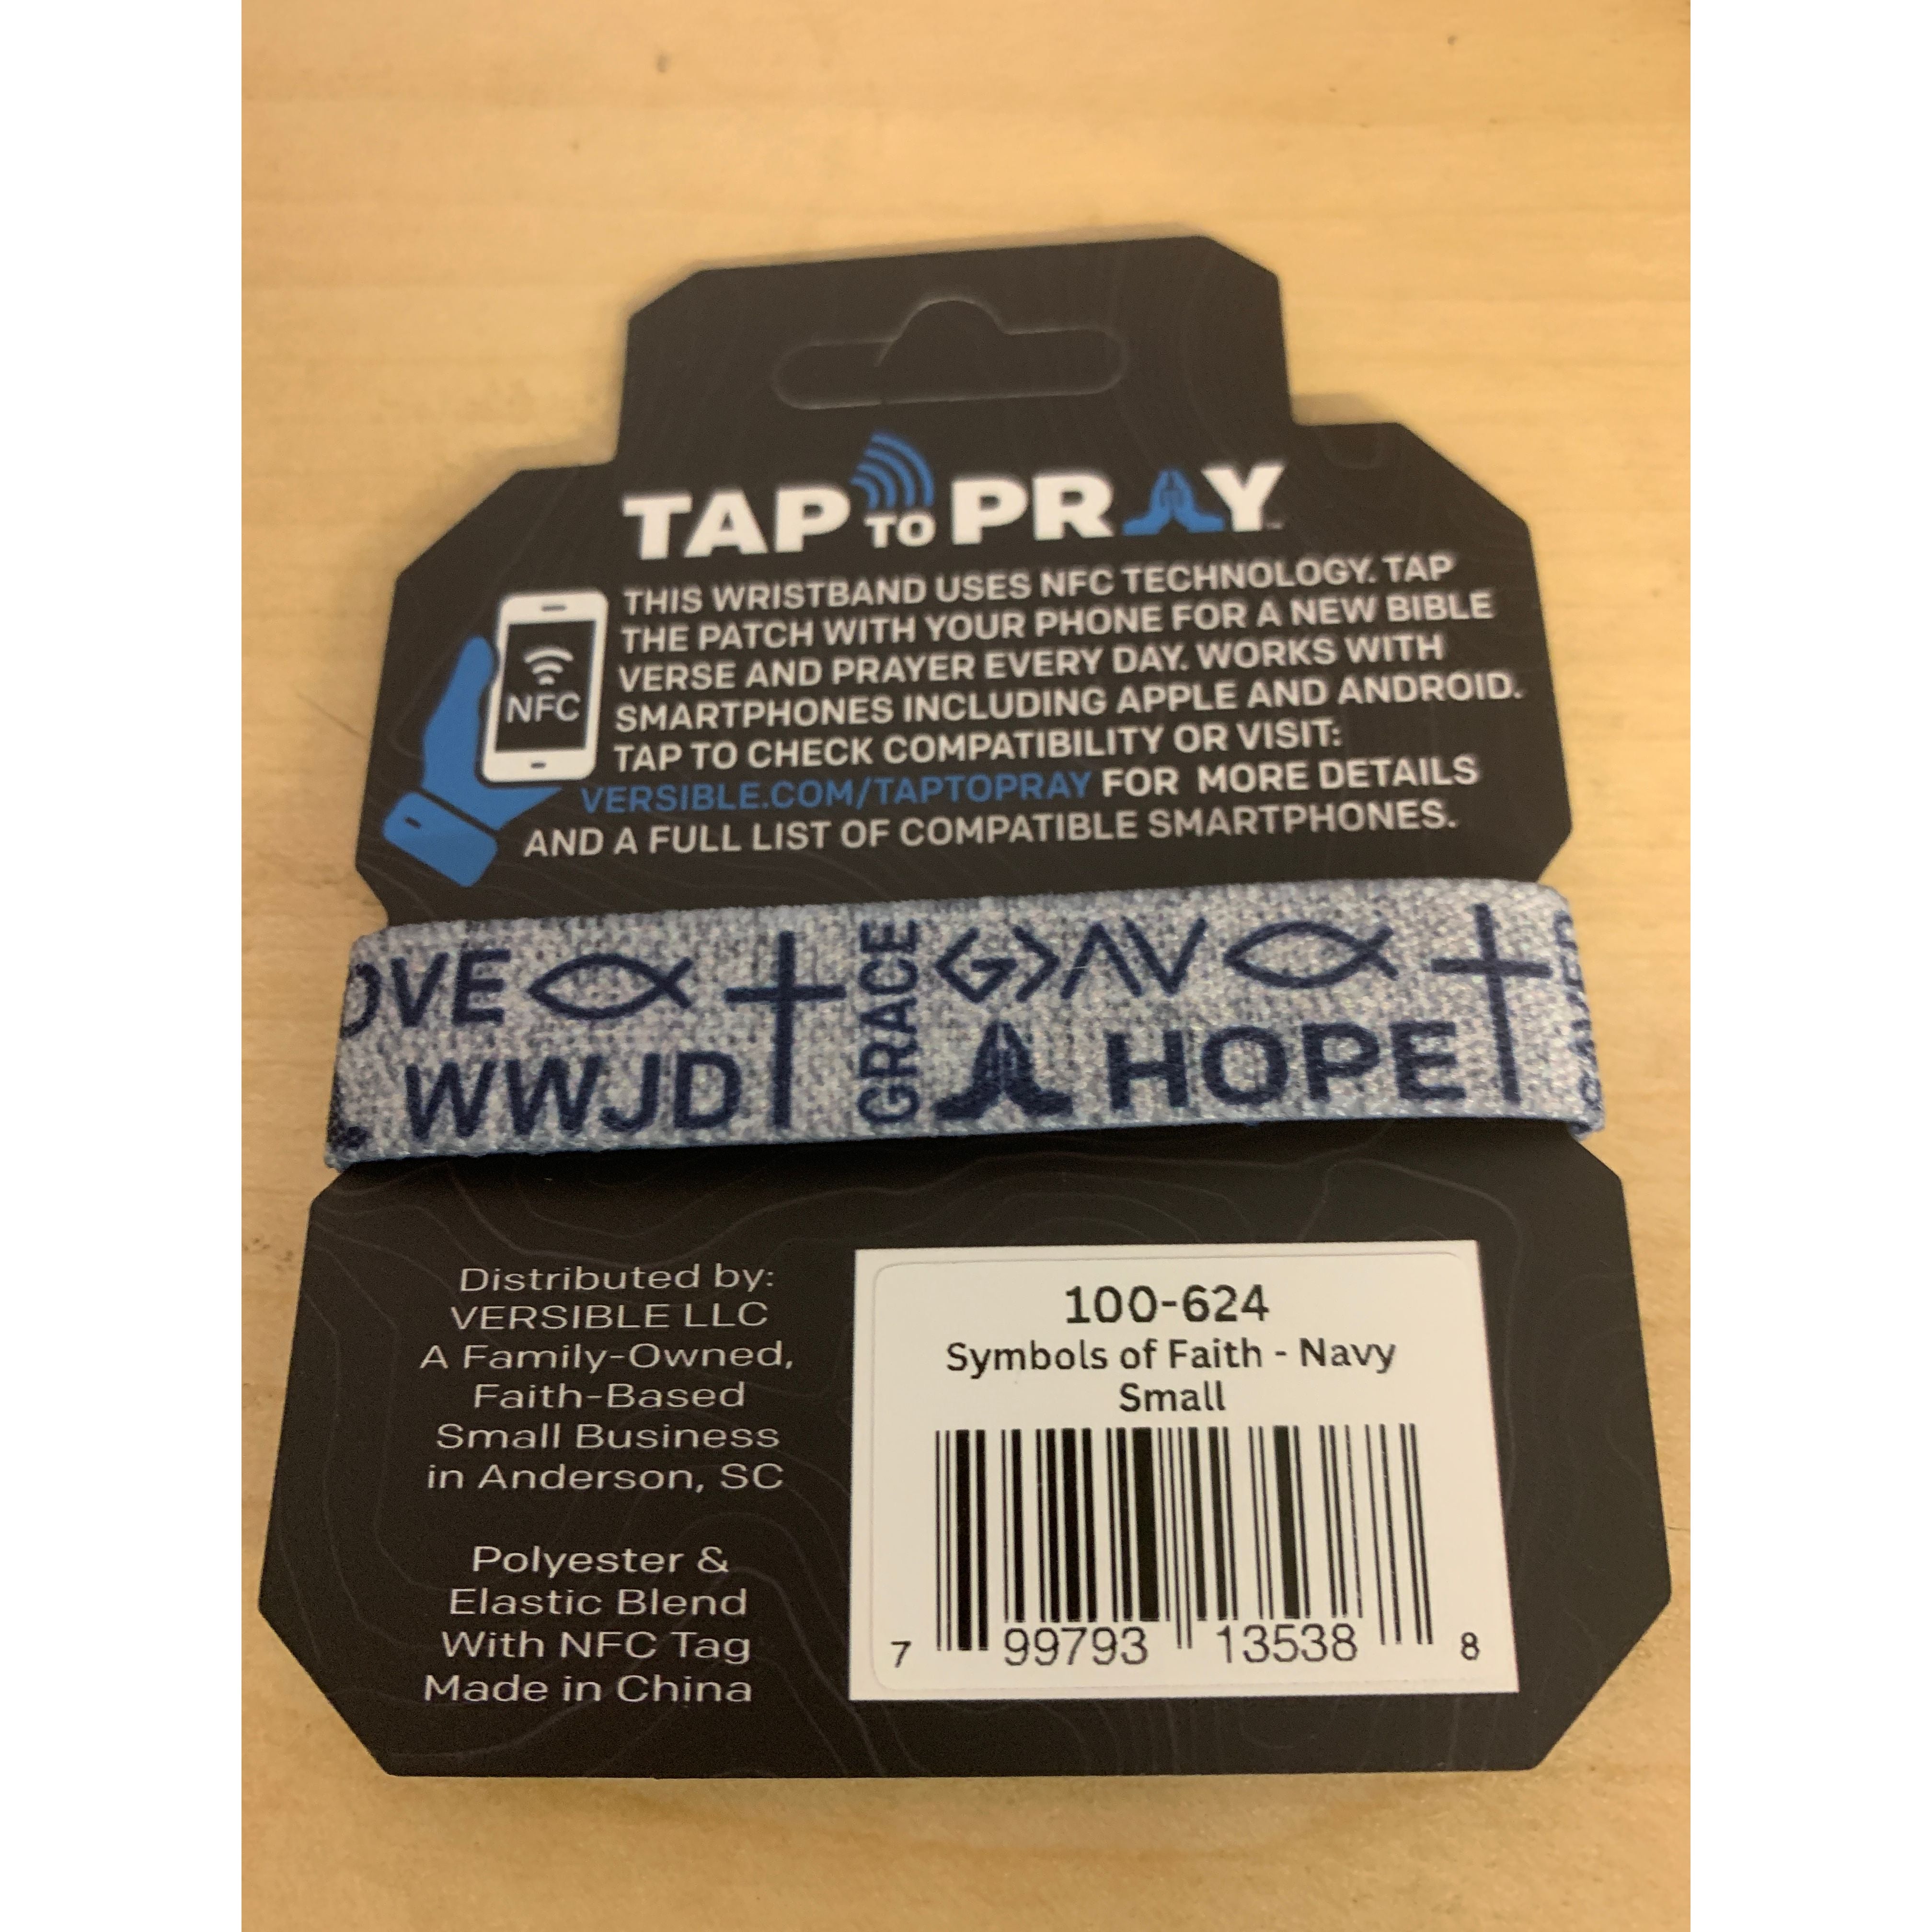 TAP TO PRAY™
NFC
THIS WRISTBAND USES NFC TECHNOLOGY. TAP
THE PATCH WITH YOUR PHONE FOR A NEW BIBLE
VERSE AND PRAYER EVERY DAY. WORKS WITH
SMARTPHONES INCLUDING APPLE AND ANDROID.
TAP TO CHECK COMPATIBILITY OR VISIT:
VERSIBLE.COM/TAPTOPRAY FOR MORE DETAILS
AND A FULL LIST OF COMPATIBLE SMARTPHONES.
OVE
WWJD
GRACE
G>ΛV
HOPE
Distributed by:
VERSIBLE LLC
A Family-Owned,
Faith-Based
Small Business
in Anderson, SC
Polyester &
Elastic Blend
With NFC Tag
Made in China
100-624
Symbols of Faith - Navy
Small
7 99793 13538 8